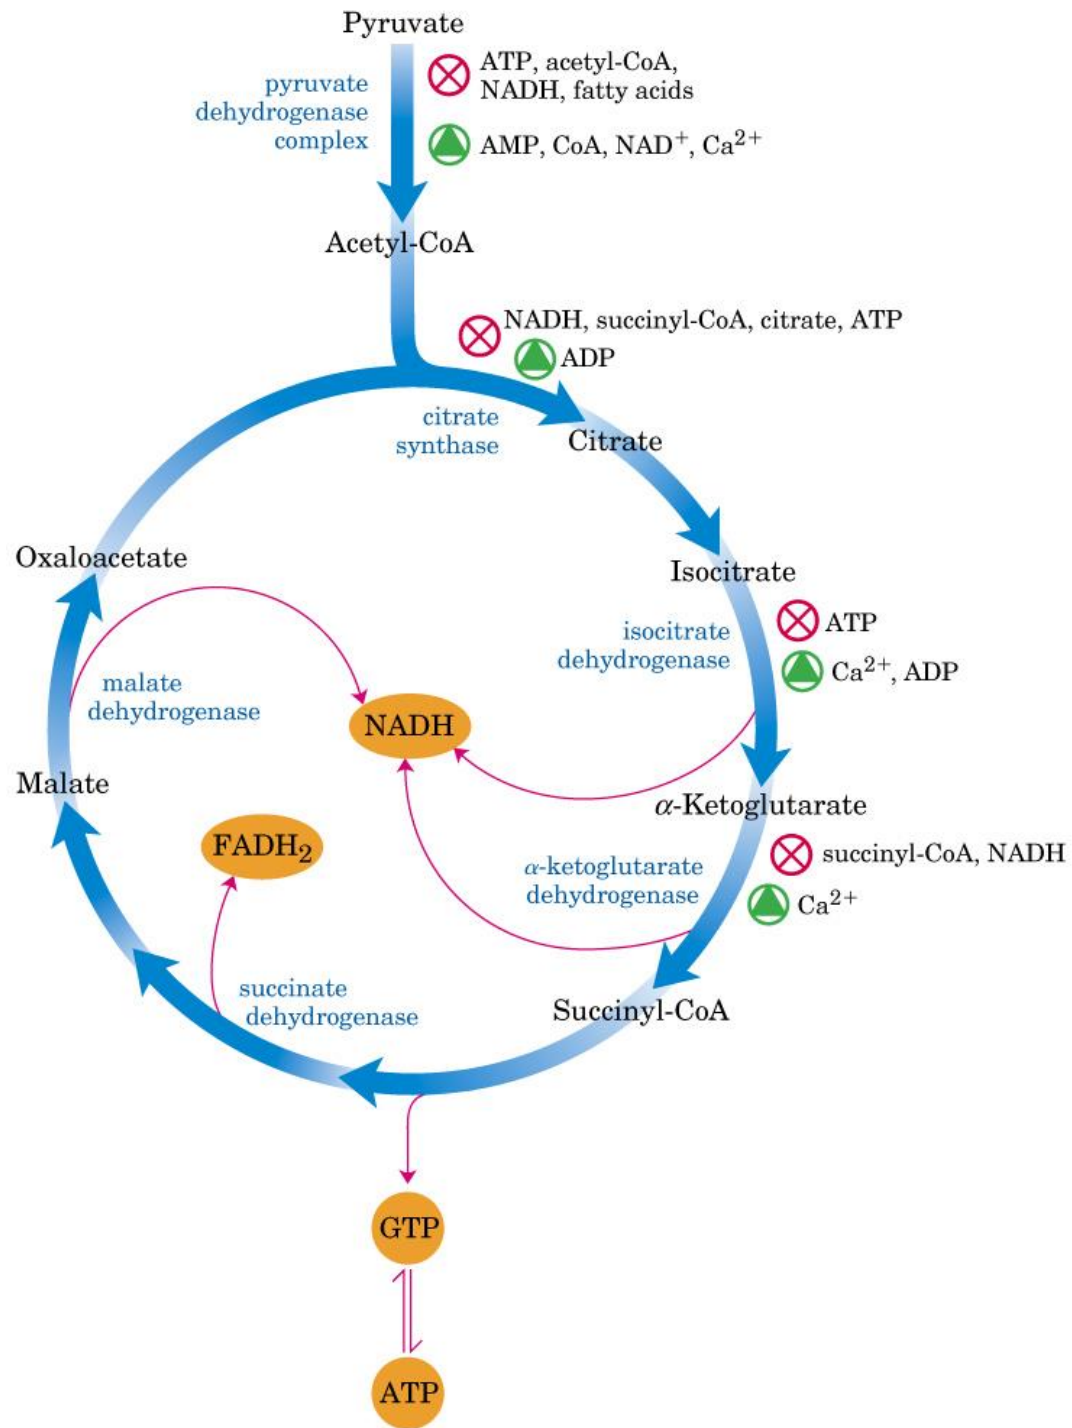 Pyruvate
ATP, acetyl-CoA,
NADH, fatty acids
pyruvate
dehydrogenase
complex
AMP, CoA, NAD⁺, Ca²⁺
Acetyl-CoA
NADH, succinyl-CoA, citrate, ATP
ADP
citrate
synthase
Citrate
Oxaloacetate
Isocitrate
ATP
isocitrate
dehydrogenase
Ca²⁺, ADP
malate
dehydrogenase
NADH
Malate
α-Ketoglutarate
FADH₂
succinyl-CoA, NADH
α-ketoglutarate
dehydrogenase
Ca²⁺
succinate
dehydrogenase
Succinyl-CoA
GTP
ATP